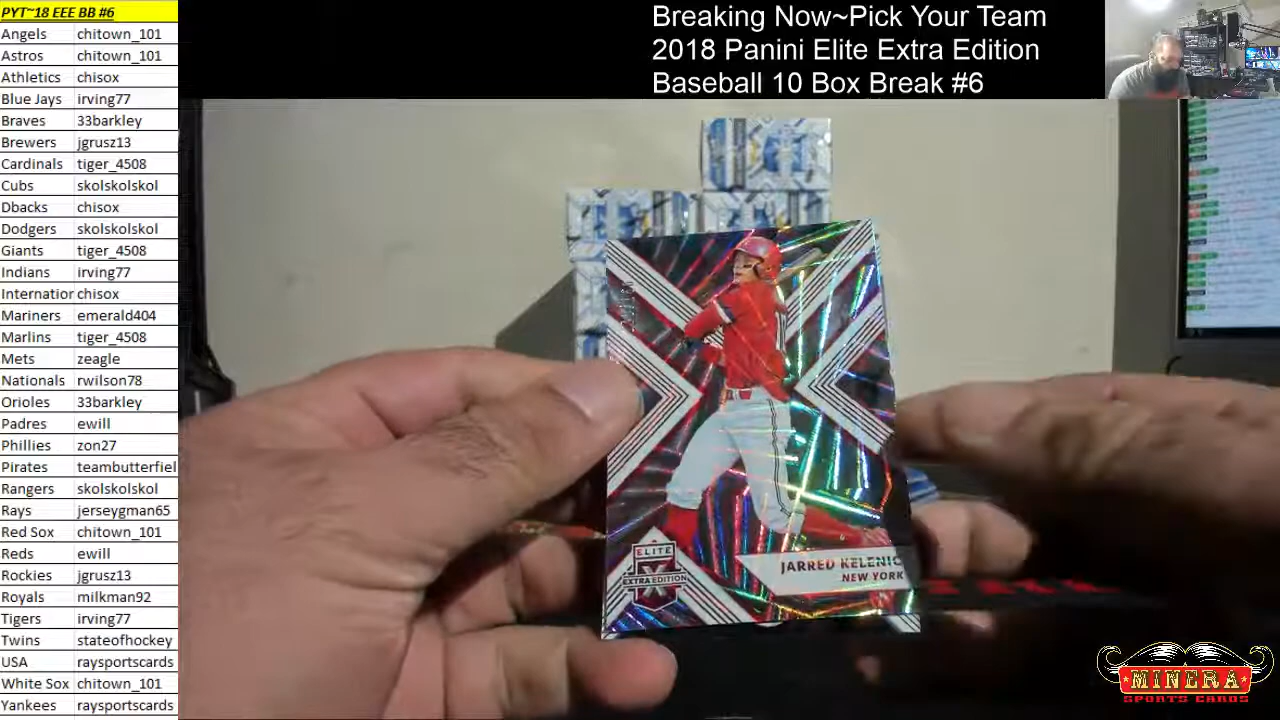 PYT~18 EEE BB #6
Angels chitown_101
Astros chitown_101
Athletics chisox
Blue Jays irving77
Braves 33barkley
Brewers jgrusz13
Cardinals tiger_4508
Cubs skolskolskol
Dbacks chisox
Dodgers skolskolskol
Giants tiger_4508
Indians irving77
Internatior chisox
Mariners emerald404
Marlins tiger_4508
Mets zeagle
Nationals rwilson78
Orioles 33barkley
Padres ewill
Phillies zon27
Pirates teambutterfiel
Rangers skolskolskol
Rays jerseygman65
Red Sox chitown_101
Reds ewill
Rockies jgrusz13
Royals milkman92
Tigers irving77
Twins stateofhockey
USA raysportscards
White Sox chitown_101
Yankees raysportscards
Breaking Now~Pick Your Team
2018 Panini Elite Extra Edition
Baseball 10 Box Break #6
ELITE
X
EXTRA EDITION
JARRED KELENIC
NEW YORK
MINERA
SPORTS CARDS